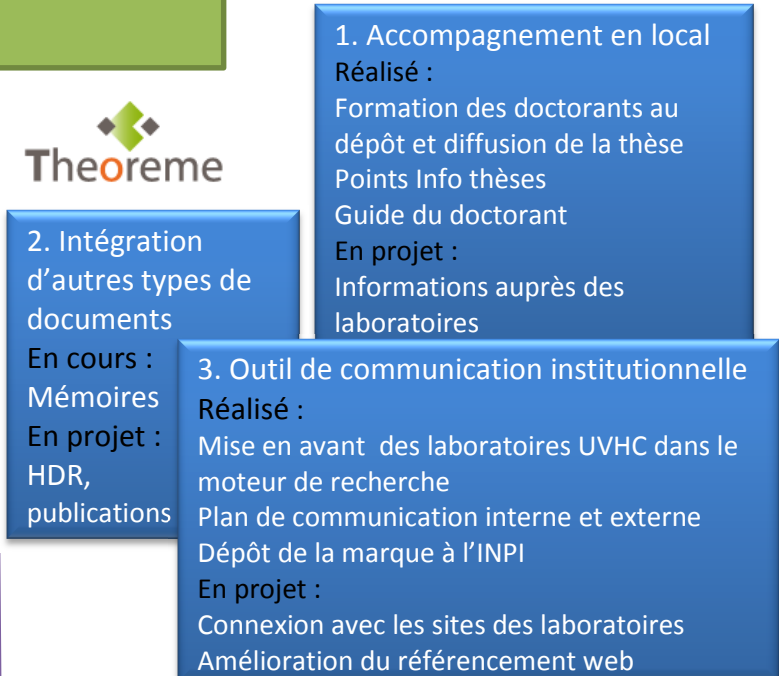 Theoreme
1. Accompagnement en local
Réalisé :
Formation des doctorants au
dépôt et diffusion de la thèse
Points Info thèses
Guide du doctorant
En projet :
Informations auprès des
laboratoires
2. Intégration
d’autres types de
documents
En cours :
Mémoires
En projet :
HDR,
publications
3. Outil de communication institutionnelle
Réalisé :
Mise en avant des laboratoires UVHC dans le
moteur de recherche
Plan de communication interne et externe
Dépôt de la marque à l’INPI
En projet :
Connexion avec les sites des laboratoires
Amélioration du référencement web